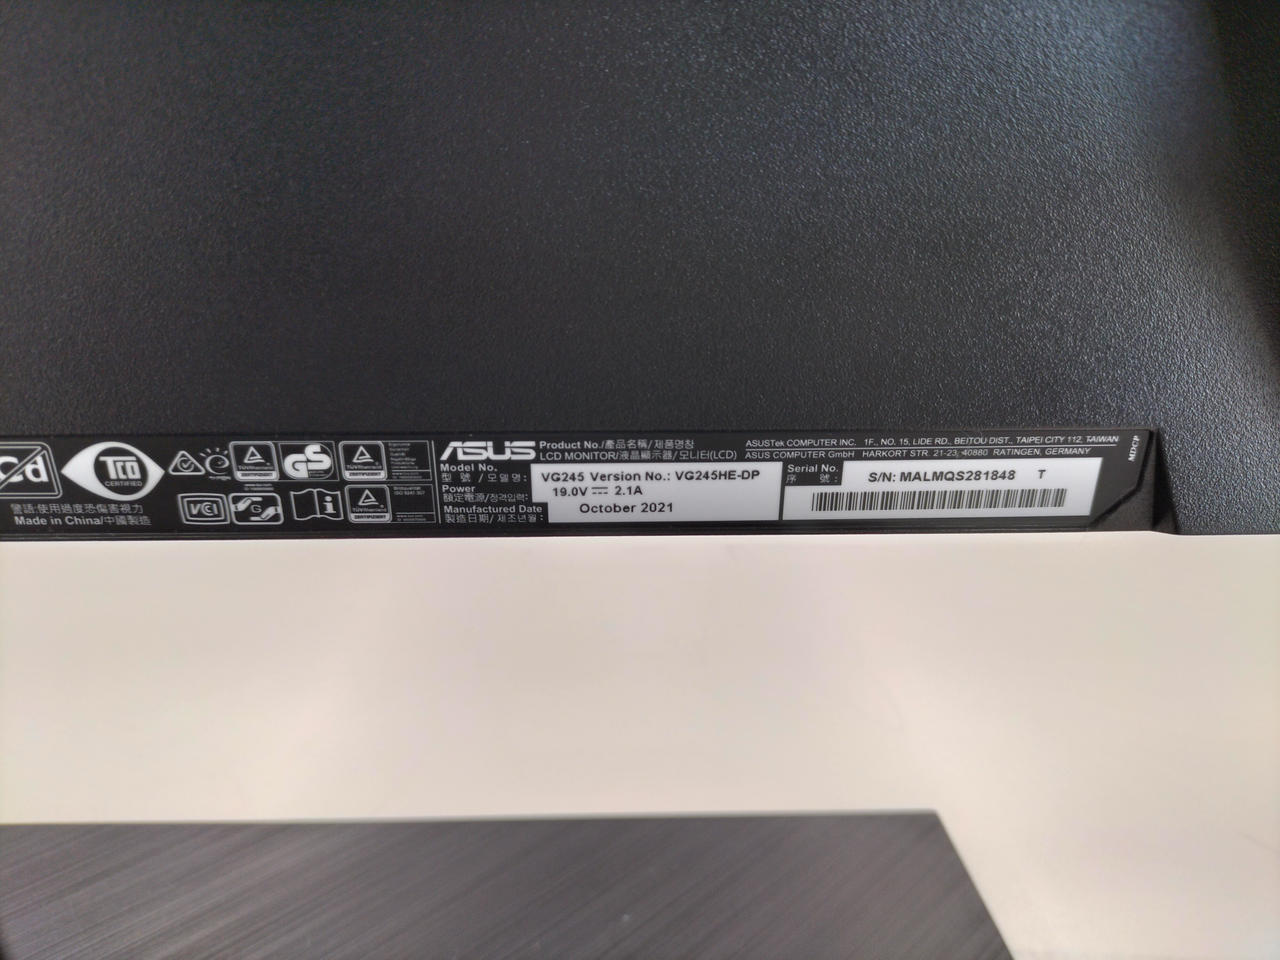 Cd
TCO
CERTIFIED
警語:使用過度恐傷害視力
Made in China/中國製造
TÜVRheinland
CERTIFIZIERT
GS
VCCI
G
i
ASUS
Product No./產品名稱/제품명칭
LCD MONITOR/液晶顯示器/모니터(LCD)
ASUSTek COMPUTER INC. 1F., NO. 15, LIDE RD., BEITOU DIST., TAIPEI CITY 112, TAIWAN
ASUS COMPUTER GmbH HARKORT STR. 21-23, 40880 RATINGEN, GERMANY
Model No.
型 號 / 모델명:
VG245 Version No.: VG245HE-DP
Power
額定電源/정격입력:
19.0V 2.1A
Manufactured Date
製造日期/ 제조년월:
October 2021
Serial No.
序 號:
S/N: MALMQS281848 T
MDCP